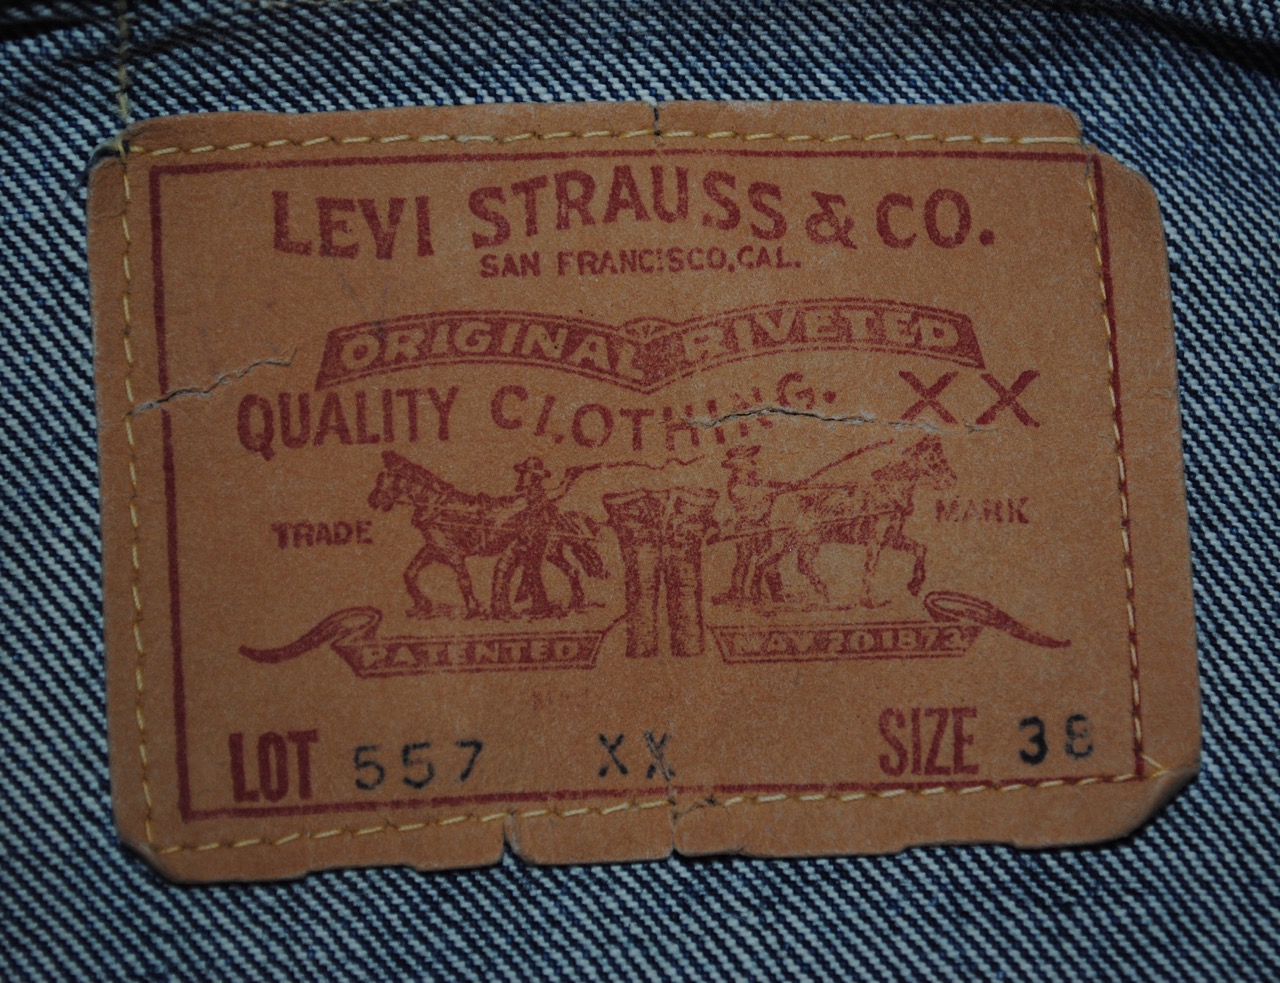 LEVI STRAUSS & CO.
SAN FRANCISCO, CAL.
ORIGINAL RIVETED
QUALITY CLOTHING. XX
TRADE MARK
PATENTED MAY 20 1873
LOT 557 XX SIZE 38